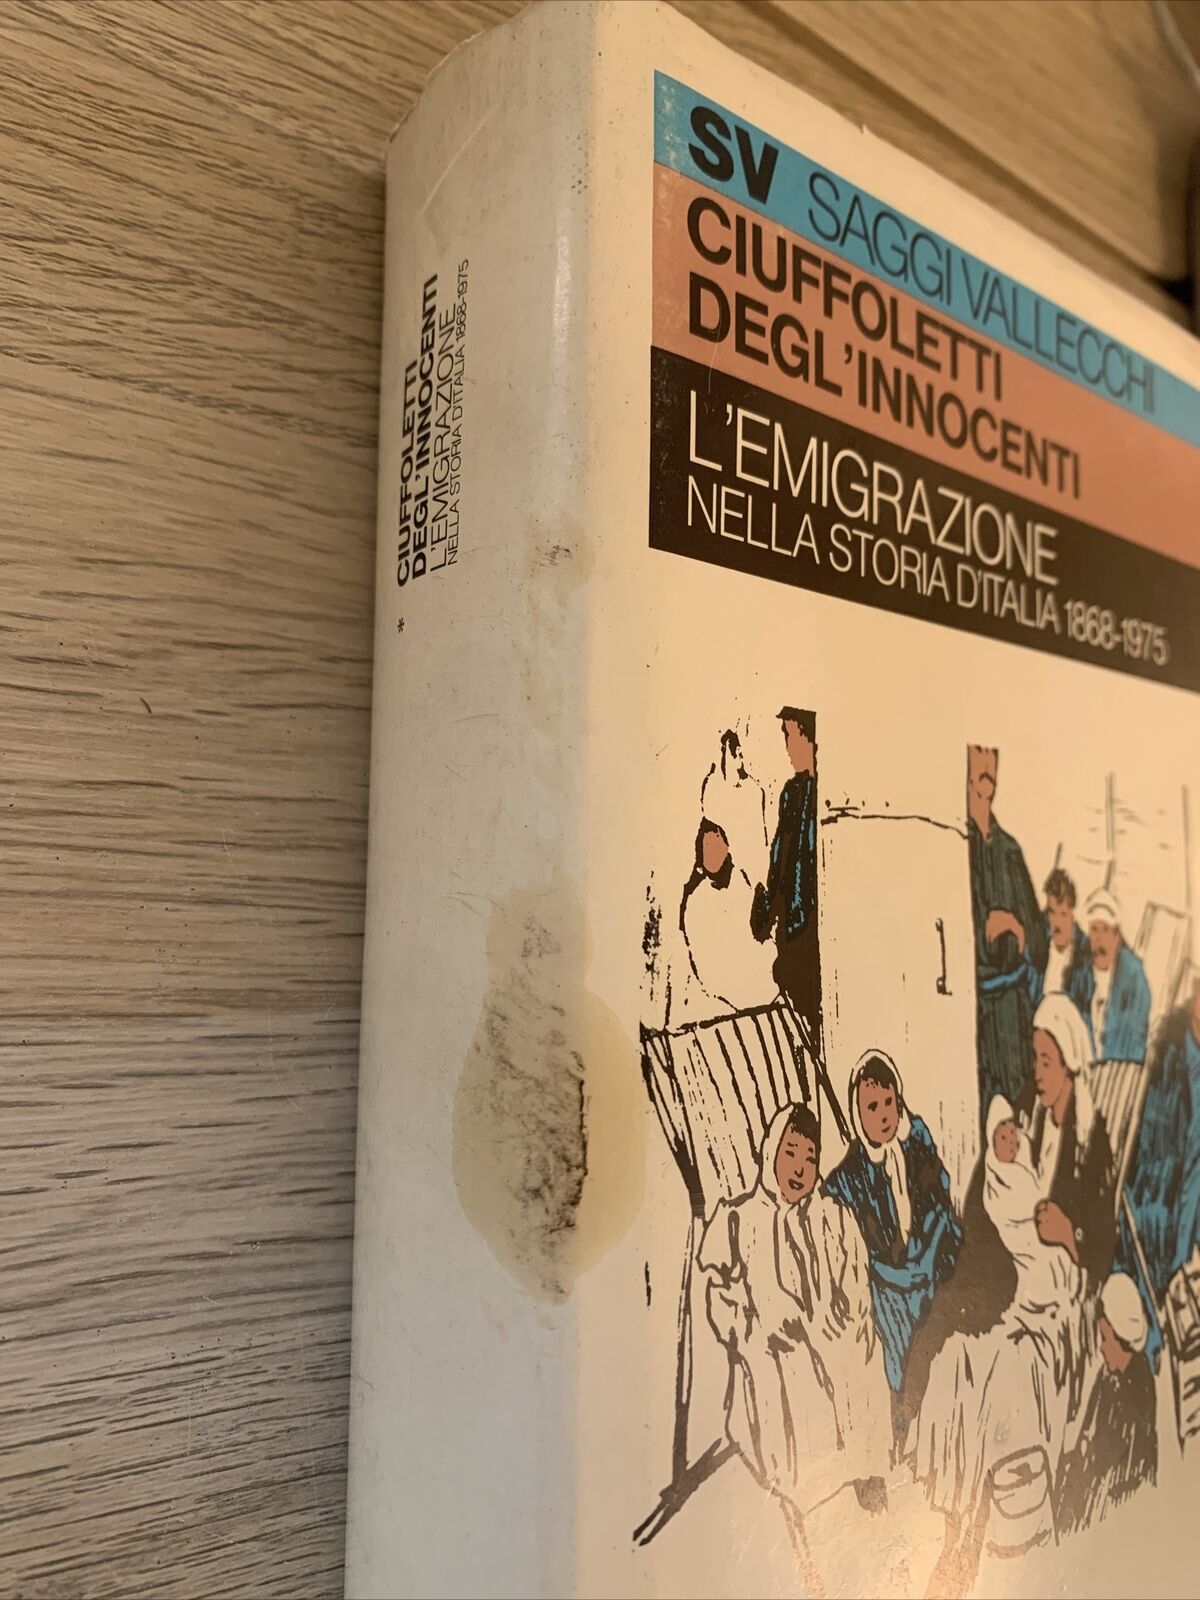 SV SAGGI VALLECCHI
CIUFFOLETTI
DEGL'INNOCENTI
L'EMIGRAZIONE
NELLA STORIA D'ITALIA 1868-1975
* CIUFFOLETTI
DEGL'INNOCENTI
L'EMIGRAZIONE
NELLA STORIA D'ITALIA 1868-1975